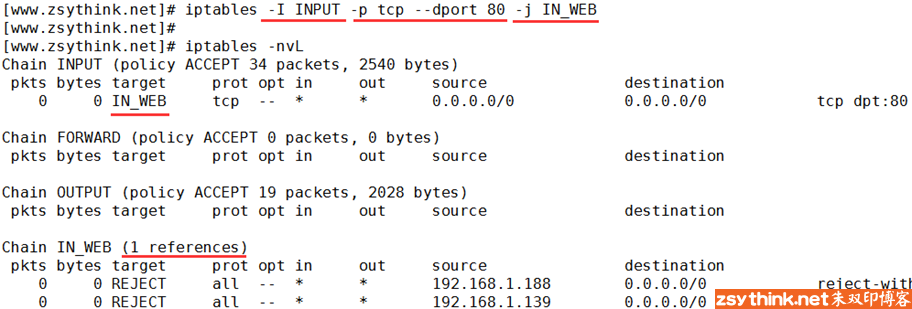 [www.zsythink.net]# iptables -I INPUT -p tcp --dport 80 -j IN_WEB
[www.zsythink.net]#
[www.zsythink.net]# iptables -nvL
Chain INPUT (policy ACCEPT 34 packets, 2540 bytes)
pkts bytes target prot opt in out source destination
0 0 IN_WEB tcp -- * * 0.0.0.0/0 0.0.0.0/0 tcp dpt:80
Chain FORWARD (policy ACCEPT 0 packets, 0 bytes)
pkts bytes target prot opt in out source destination
Chain OUTPUT (policy ACCEPT 19 packets, 2028 bytes)
pkts bytes target prot opt in out source destination
Chain IN_WEB (1 references)
pkts bytes target prot opt in out source destination
0 0 REJECT all -- * * 192.168.1.188 0.0.0.0/0 reject-with
0 0 REJECT all -- * * 192.168.1.139 0.0.0.0/0
zsythink.net朱双印博客